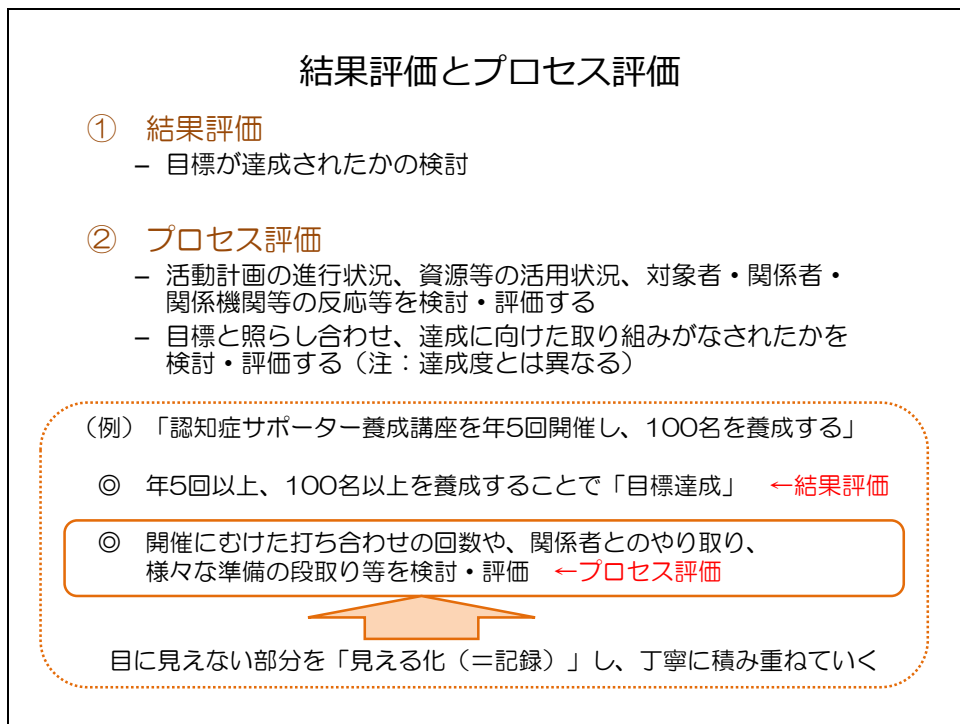 結果評価とプロセス評価
① 結果評価
– 目標が達成されたかの検討
② プロセス評価
– 活動計画の進行状況、資源等の活用状況、対象者・関係者・
関係機関等の反応等を検討・評価する
– 目標と照らし合わせ、達成に向けた取り組みがなされたかを
検討・評価する（注：達成度とは異なる）
（例）「認知症サポーター養成講座を年5回開催し、100名を養成する」
◎ 年5回以上、100名以上を養成することで「目標達成」 ←結果評価
◎ 開催にむけた打ち合わせの回数や、関係者とのやり取り、
様々な準備の段取り等を検討・評価 ←プロセス評価
目に見えない部分を「見える化（＝記録）」し、丁寧に積み重ねていく